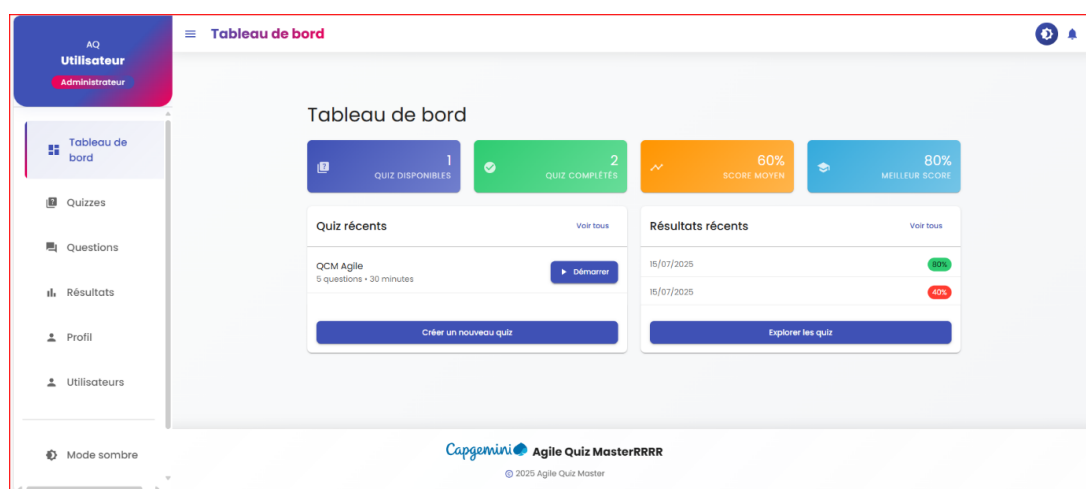 AQ
Utilisateur
Administrateur
Tableau de bord
Quizzes
Questions
Résultats
Profil
Utilisateurs
Mode sombre
Tableau de bord
Tableau de bord
1
QUIZ DISPONIBLES
2
QUIZ COMPLÉTÉS
60%
SCORE MOYEN
80%
MEILLEUR SCORE
Quiz récents
Voir tous
QCM Agile
5 questions • 30 minutes
Démarrer
Créer un nouveau quiz
Résultats récents
Voir tous
15/07/2025
80%
15/07/2025
40%
Explorer les quiz
Capgemini Agile Quiz MasterRRRR
© 2025 Agile Quiz Master